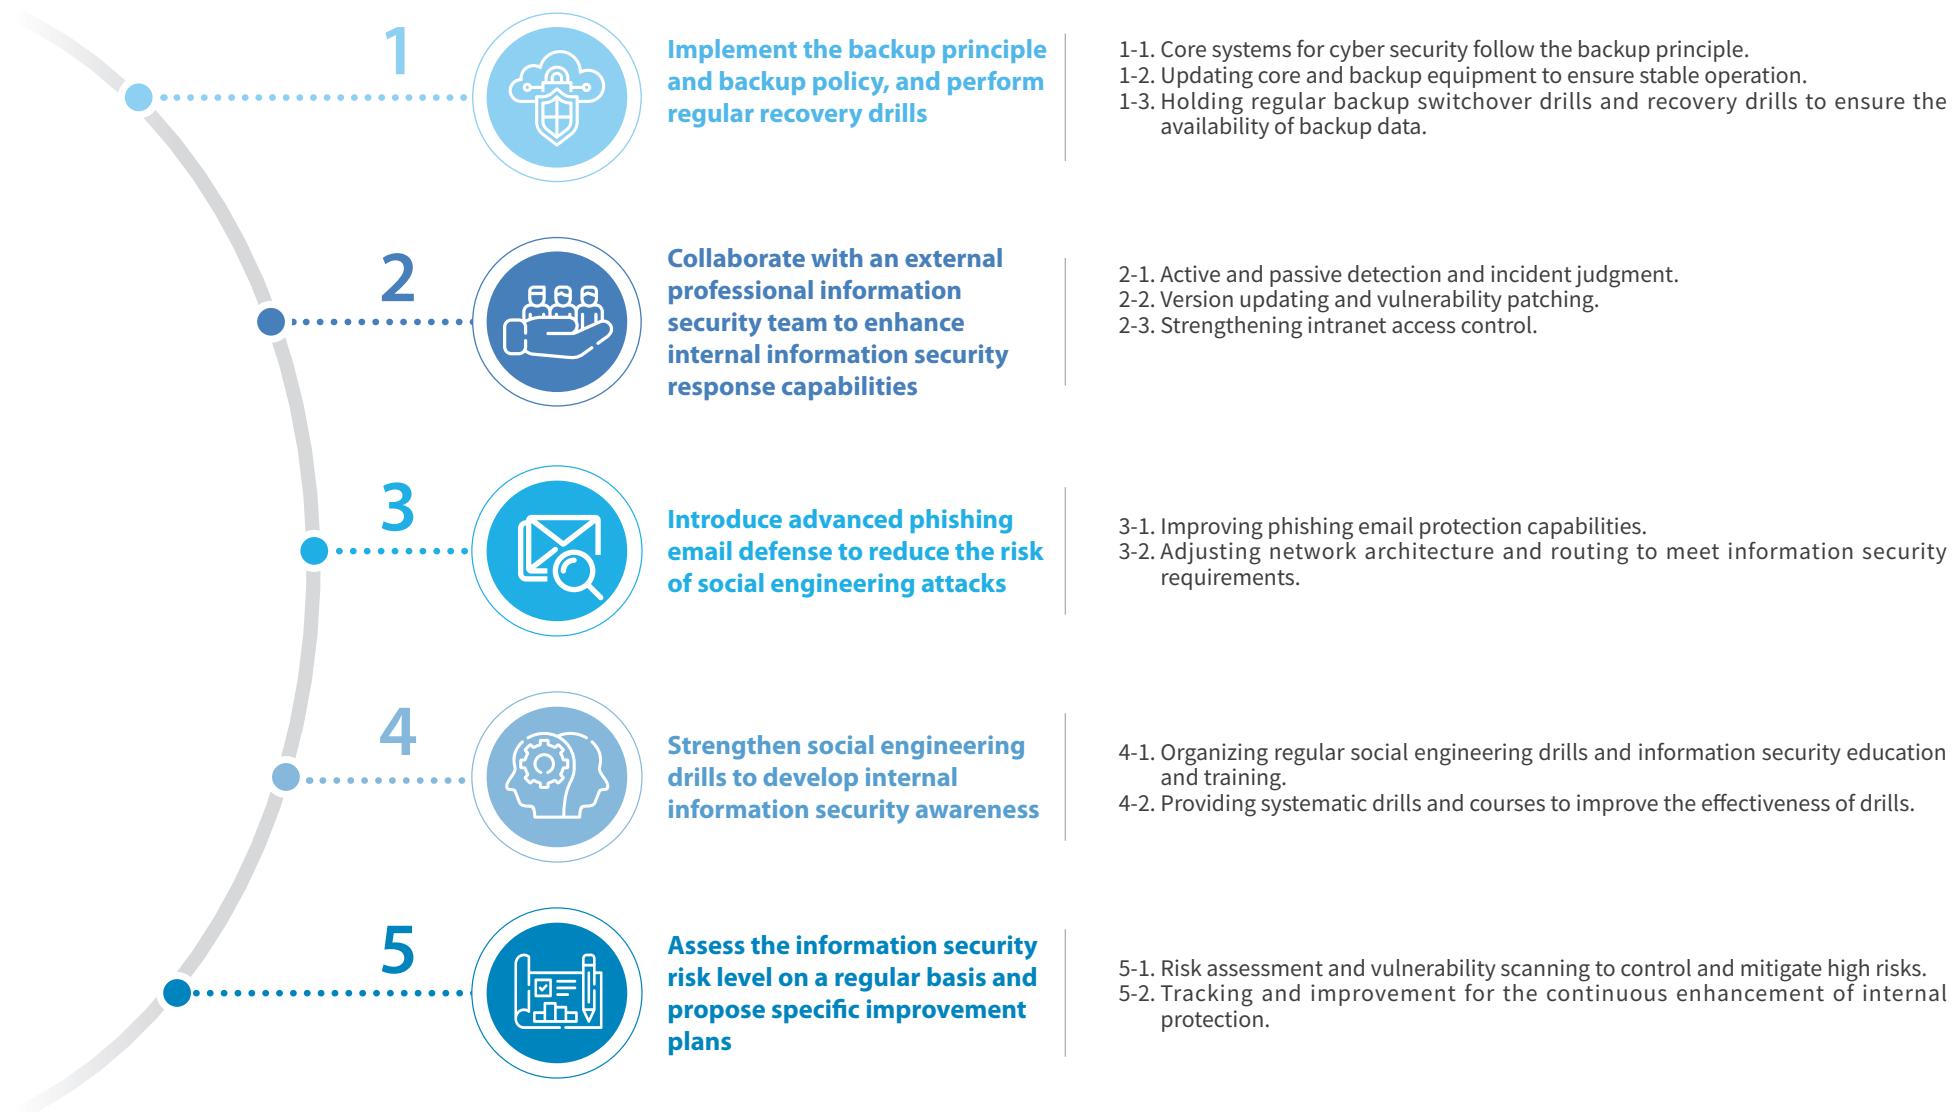 1
Implement the backup principle
and backup policy, and perform
regular recovery drills
1-1. Core systems for cyber security follow the backup principle.
1-2. Updating core and backup equipment to ensure stable operation.
1-3. Holding regular backup switchover drills and recovery drills to ensure the
availability of backup data.
2
Collaborate with an external
professional information
security team to enhance
internal information security
response capabilities
2-1. Active and passive detection and incident judgment.
2-2. Version updating and vulnerability patching.
2-3. Strengthening intranet access control.
3
Introduce advanced phishing
email defense to reduce the risk
of social engineering attacks
3-1. Improving phishing email protection capabilities.
3-2. Adjusting network architecture and routing to meet information security
requirements.
4
Strengthen social engineering
drills to develop internal
information security awareness
4-1. Organizing regular social engineering drills and information security education
and training.
4-2. Providing systematic drills and courses to improve the effectiveness of drills.
5
Assess the information security
risk level on a regular basis and
propose specific improvement
plans
5-1. Risk assessment and vulnerability scanning to control and mitigate high risks.
5-2. Tracking and improvement for the continuous enhancement of internal
protection.